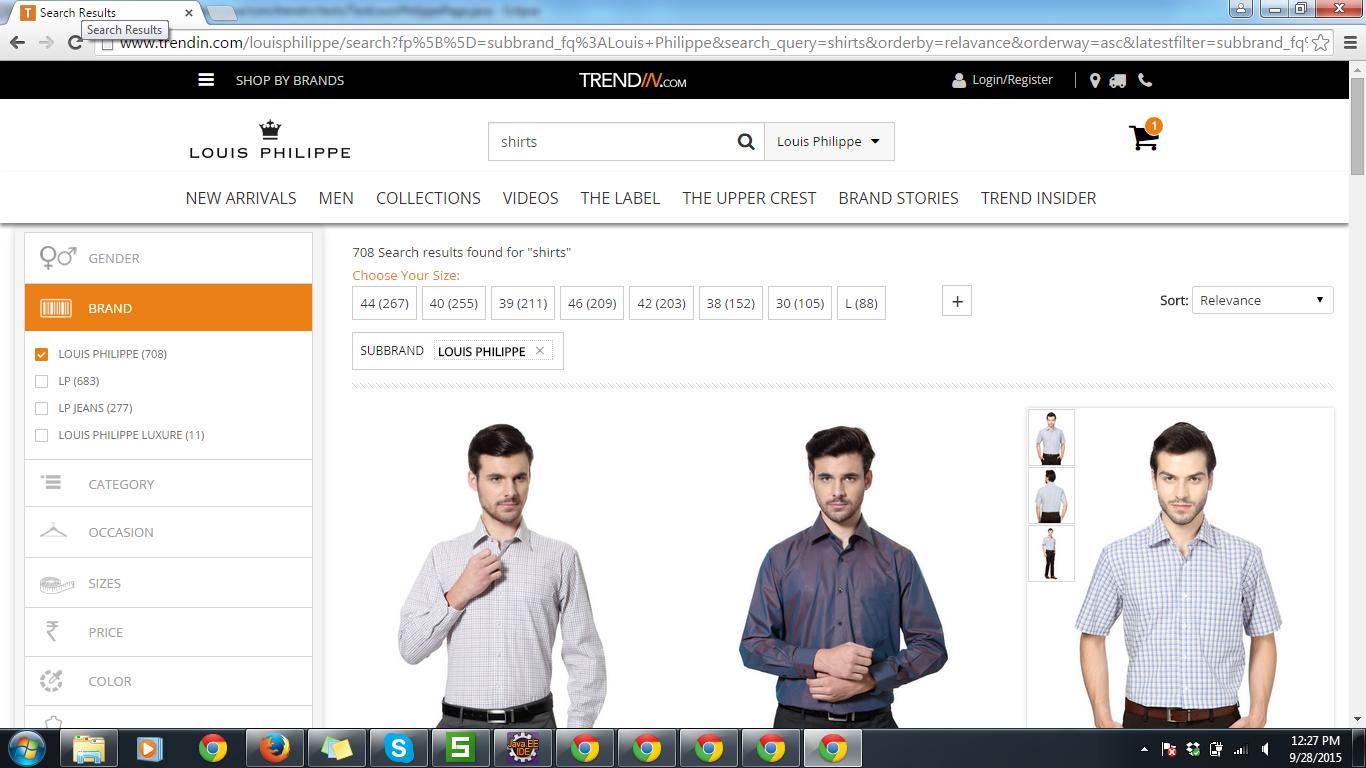 Search Results
Search Results
www.trendin.com/louisphilippe/search?fp%5B%5D=subbrand_fq%3ALouis+Philippe&search_query=shirts&orderby=relavance&orderway=asc&latestfilter=subbrand_fq%
SHOP BY BRANDS
TRENDIN.COM
Login/Register
LOUIS PHILIPPE
shirts
Louis Philippe
1
NEW ARRIVALS MEN COLLECTIONS VIDEOS THE LABEL THE UPPER CREST BRAND STORIES TREND INSIDER
GENDER
BRAND
LOUIS PHILIPPE (708)
LP (683)
LP JEANS (277)
LOUIS PHILIPPE LUXURE (11)
CATEGORY
OCCASION
SIZES
₹ PRICE
COLOR
708 Search results found for "shirts"
Choose Your Size:
44 (267) 40 (255) 39 (211) 46 (209) 42 (203) 38 (152) 30 (105) L (88) +
Sort: Relevance
SUBBRAND LOUIS PHILIPPE ×
Java EE
IDE
12:27 PM
9/28/2015